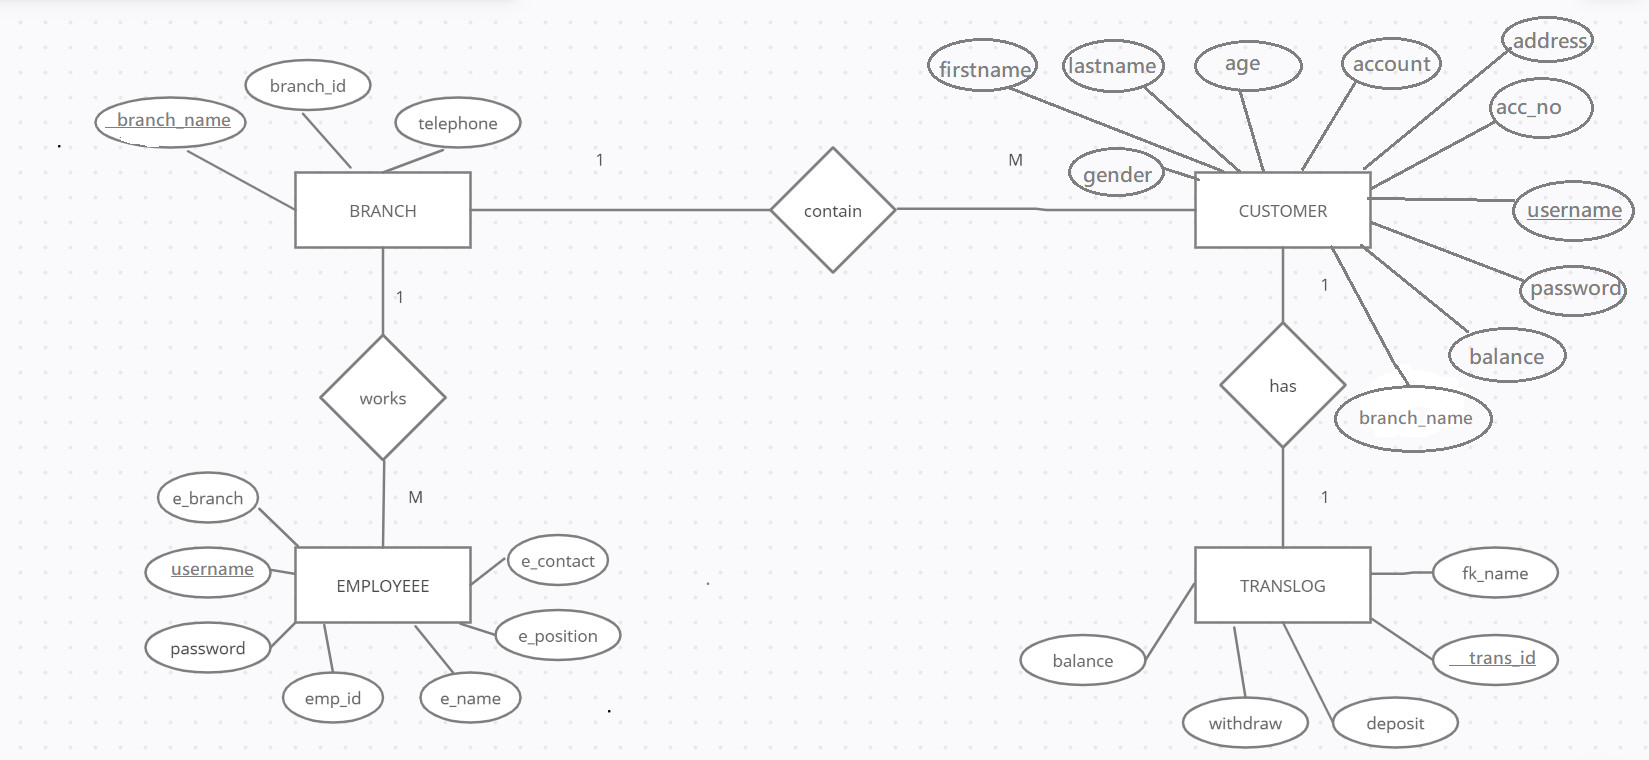 address
firstname
lastname
age
account
branch_id
acc_no
branch_name
telephone
1
M
gender
BRANCH
contain
CUSTOMER
username
1
1
password
balance
works
has
branch_name
e_branch
M
1
e_contact
username
fk_name
EMPLOYEEE
TRANSLOG
e_position
password
balance
trans_id
emp_id
e_name
withdraw
deposit